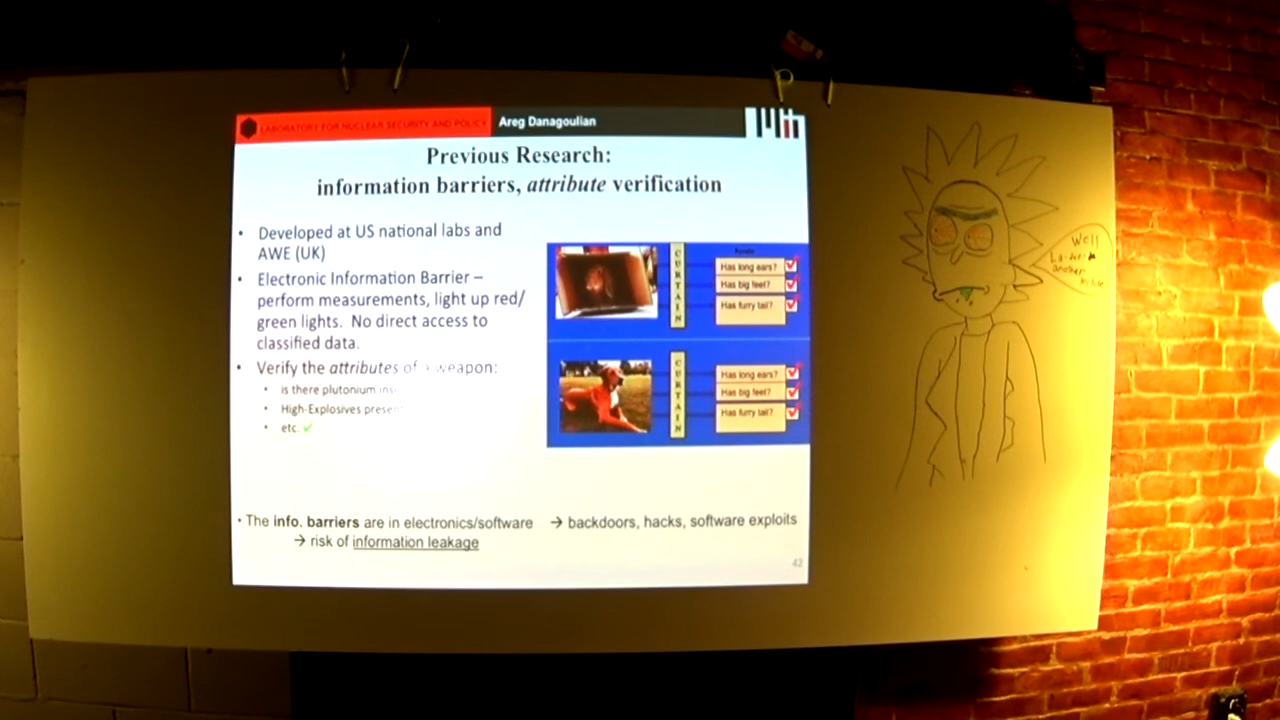 LABORATORY FOR NUCLEAR SECURITY AND POLICY
Areg Danagoulian
MIT
Previous Research:
information barriers, attribute verification
• Developed at US national labs and
AWE (UK)
• Electronic Information Barrier –
perform measurements, light up red/
green lights. No direct access to
classified data.
• Verify the attributes of a weapon:
• is there plutonium
• High-Explosives
• etc. ✓
CURTAIN
Has long ears?
Has big feet?
Has furry tail?
CURTAIN
Has long ears?
Has big feet?
Has furry tail?
• The info. barriers are in electronics/software → backdoors, hacks, software exploits
→ risk of information leakage
42
Well
another